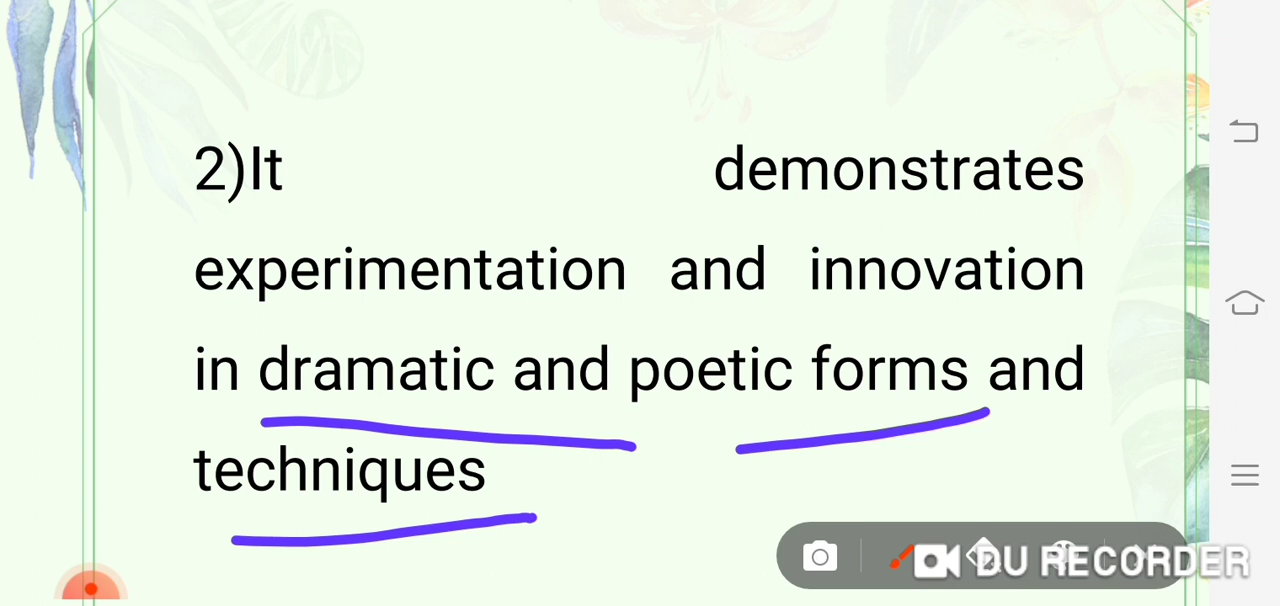 2)It demonstrates
experimentation and innovation
in dramatic and poetic forms and
techniques
DU RECORDER